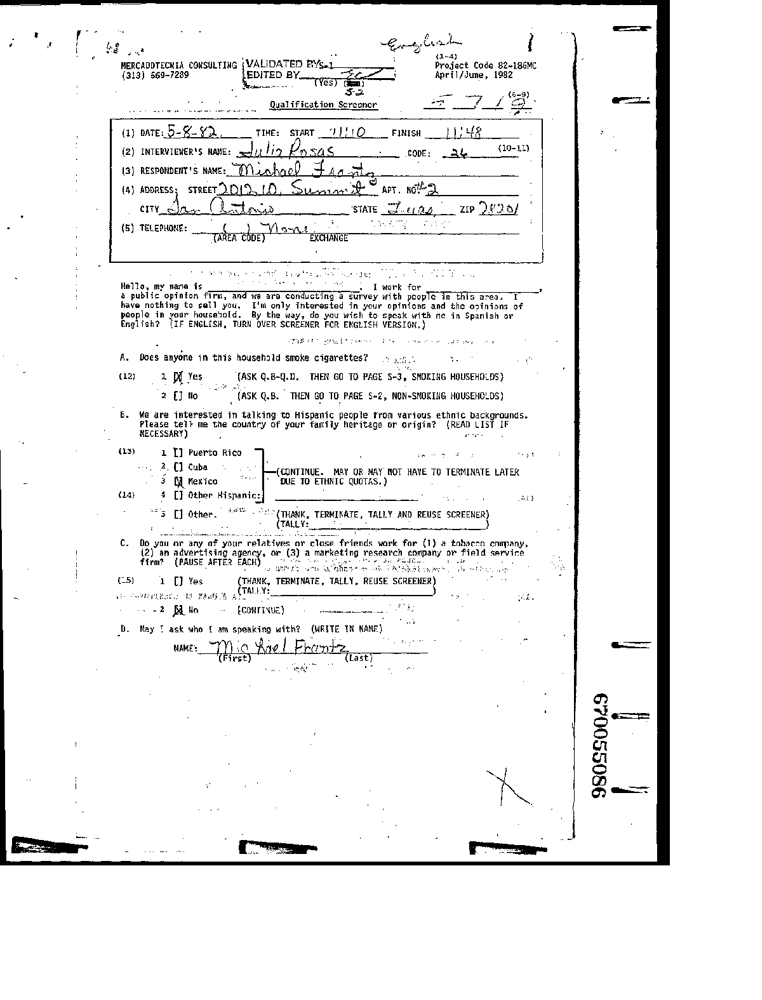 English 1
68
(1-4)
MERCADOTECNIA CONSULTING VALIDATED BY S-1 Project Code 82-186MC
(313) 569-7289 EDITED BY April/June, 1982
(Yes)
5-2
(6-9)
Qualification Screener 5 7 1
(1) DATE: 5-8-82 TIME: START 11:10 FINISH 11:48
(2) INTERVIEWER'S NAME: Julio Rosas CODE: 26 (10-11)
(3) RESPONDENT'S NAME: Michael Frantz
(4) ADDRESS: STREET 2012 W. Summit APT. NO. 2
CITY San Antonio STATE Texas ZIP 78201
(5) TELEPHONE: ( ) None
(AREA CODE) EXCHANGE
Hello, my name is . I work for ,
a public opinion firm, and we are conducting a survey with people in this area. I
have nothing to sell you. I'm only interested in your opinions and the opinions of
people in your household. By the way, do you wish to speak with me in Spanish or
English? (IF ENGLISH, TURN OVER SCREENER FOR ENGLISH VERSION.)
A. Does anyone in this household smoke cigarettes?
(12) 1 [X] Yes (ASK Q.B-Q.D. THEN GO TO PAGE S-3, SMOKING HOUSEHOLDS)
2 [] No (ASK Q.B. THEN GO TO PAGE S-2, NON-SMOKING HOUSEHOLDS)
B. We are interested in talking to Hispanic people from various ethnic backgrounds.
Please tell me the country of your family heritage or origin? (READ LIST IF
NECESSARY)
(13) 1 [] Puerto Rico
2 [] Cuba (CONTINUE. MAY OR MAY NOT HAVE TO TERMINATE LATER
3 [X] Mexico DUE TO ETHNIC QUOTAS.)
(14) 4 [] Other Hispanic:
5 [] Other. (THANK, TERMINATE, TALLY AND REUSE SCREENER)
(TALLY: )
C. Do you or any of your relatives or close friends work for (1) a tobacco company,
(2) an advertising agency, or (3) a marketing research company or field service
firm? (PAUSE AFTER EACH)
(15) 1 [] Yes (THANK, TERMINATE, TALLY, REUSE SCREENER)
(TALLY: )
2 [X] No (CONTINUE)
D. May I ask who I am speaking with? (WRITE IN NAME)
NAME: Michael Frantz
(First) (Last)
670055086